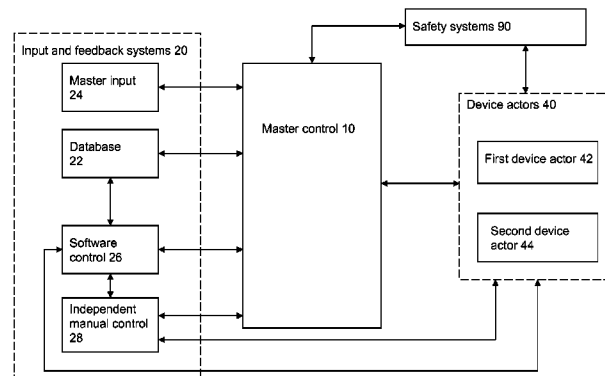 Safety systems 90
Input and feedback systems 20
Master input
24
Database
22
Software
control 26
Independent
manual control
28
Master control 10
Device actors 40
First device actor 42
Second device
actor 44